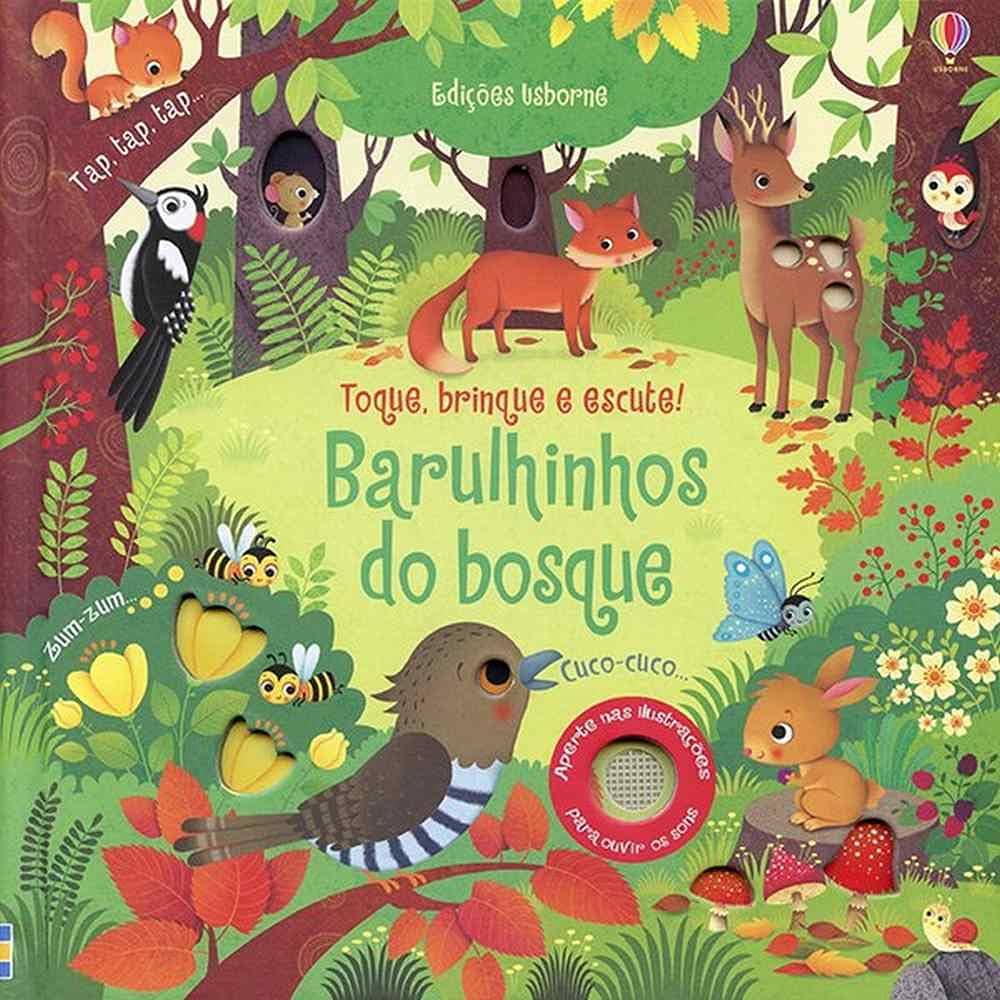 Edições Usborne
USBORNE
Tap, tap, tap...
Toque, brinque e escute!
Barulhinhos
do bosque
Zum-zum...
Cuco-cuco...
Aperte nas ilustrações
para ouvir os sons